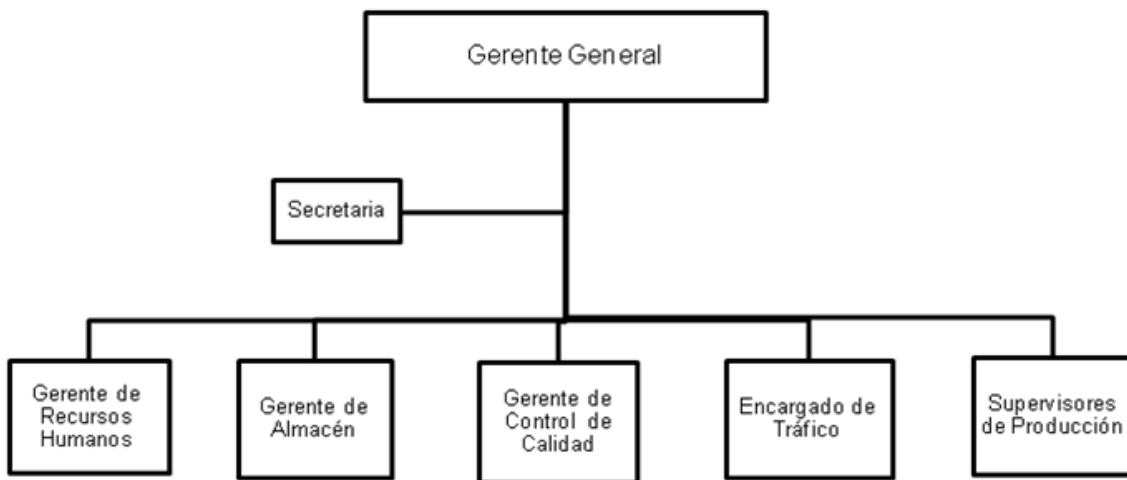 Gerente General
Secretaria
Gerente de
Recursos
Humanos
Gerente de
Almacén
Gerente de
Control de
Calidad
Encargado de
Tráfico
Supervisores
de Producción